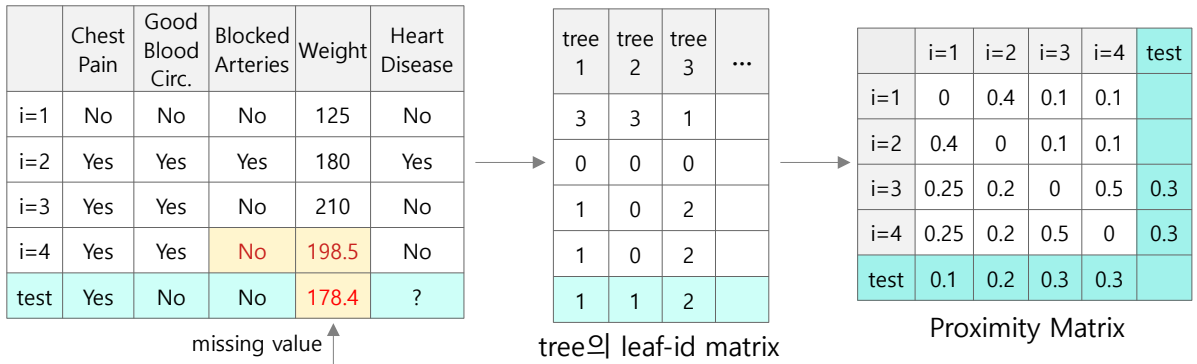 Chest Pain Good Blood Circ. Blocked Arteries Weight Heart Disease
i=1 No No No 125 No
i=2 Yes Yes Yes 180 Yes
i=3 Yes Yes No 210 No
i=4 Yes Yes No 198.5 No
test Yes No No 178.4 ?
missing value
tree 1 tree 2 tree 3 ...
3 3 1
0 0 0
1 0 2
1 0 2
1 1 2
tree의 leaf-id matrix
i=1 i=2 i=3 i=4 test
i=1 0 0.4 0.1 0.1
i=2 0.4 0 0.1 0.1
i=3 0.25 0.2 0 0.5 0.3
i=4 0.25 0.2 0.5 0 0.3
test 0.1 0.2 0.3 0.3
Proximity Matrix